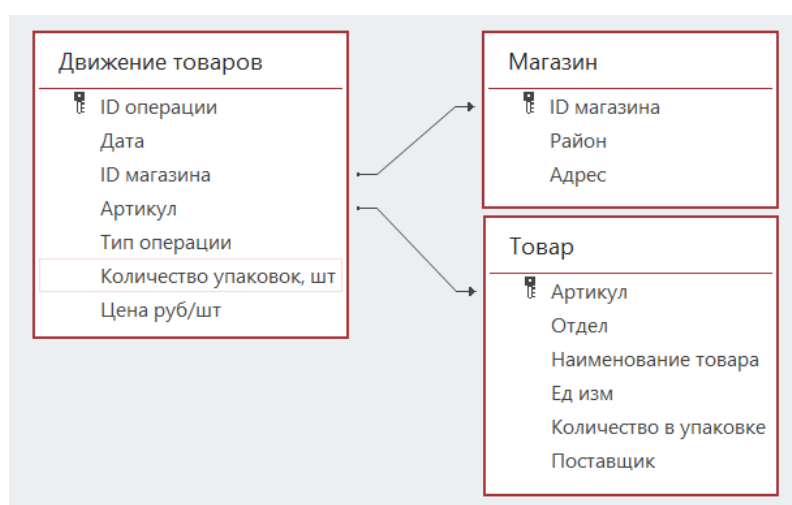 Движение товаров
ID операции
Дата
ID магазина
Артикул
Тип операции
Количество упаковок, шт
Цена руб/шт
Магазин
ID магазина
Район
Адрес
Товар
Артикул
Отдел
Наименование товара
Ед изм
Количество в упаковке
Поставщик